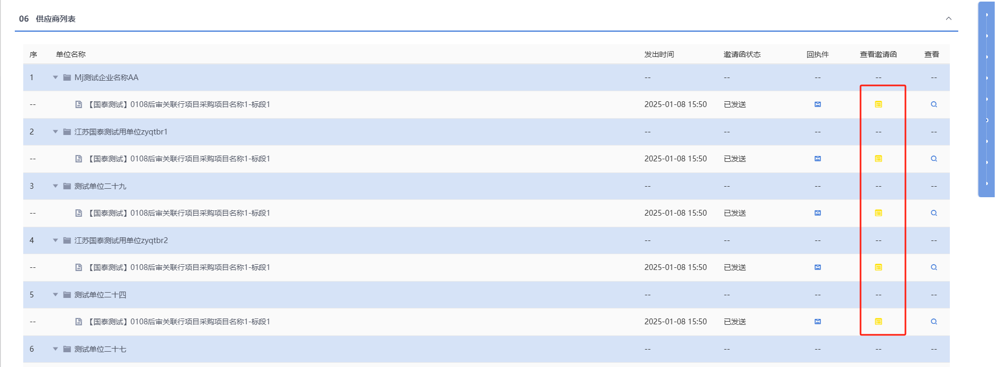 06 供应商列表
序 单位名称 发出时间 邀请函状态 回执件 查看邀请函 查看
1 Mj测试企业名称AA -- -- -- -- --
-- 【国泰测试】0108后审关联行项目采购项目名称1-标段1 2025-01-08 15:50 已发送
2 江苏国泰测试用单位zyqtbr1 -- -- -- -- --
-- 【国泰测试】0108后审关联行项目采购项目名称1-标段1 2025-01-08 15:50 已发送
3 测试单位二十九 -- -- -- -- --
-- 【国泰测试】0108后审关联行项目采购项目名称1-标段1 2025-01-08 15:50 已发送
4 江苏国泰测试用单位zyqtbr2 -- -- -- -- --
-- 【国泰测试】0108后审关联行项目采购项目名称1-标段1 2025-01-08 15:50 已发送
5 测试单位二十四 -- -- -- -- --
-- 【国泰测试】0108后审关联行项目采购项目名称1-标段1 2025-01-08 15:50 已发送
6 测试单位二十七 -- -- -- -- --